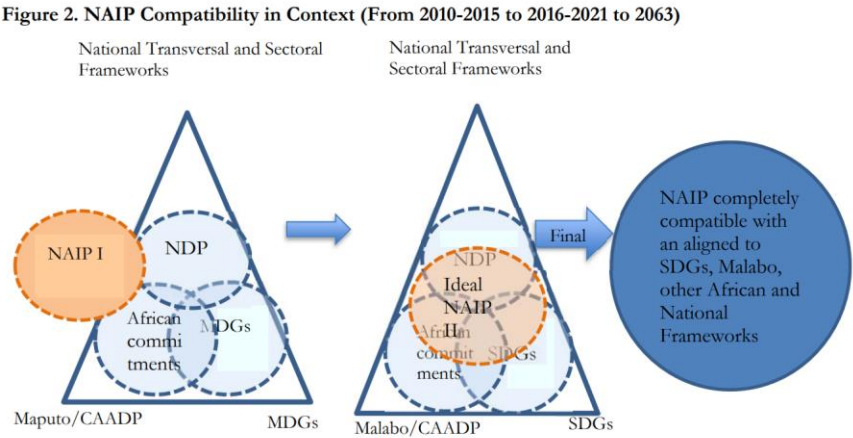 Figure 2. NAIP Compatibility in Context (From 2010-2015 to 2016-2021 to 2063)
National Transversal and Sectoral
Frameworks
NAIP I
NDP
African
commi
tments
MDGs
Maputo/CAADP
MDGs
National Transversal and
Sectoral Frameworks
NDP
Ideal
NAIP
II
African
commit
ments
SDGs
Malabo/CAADP
SDGs
Final
NAIP completely
compatible with
an aligned to
SDGs, Malabo,
other African and
National
Frameworks